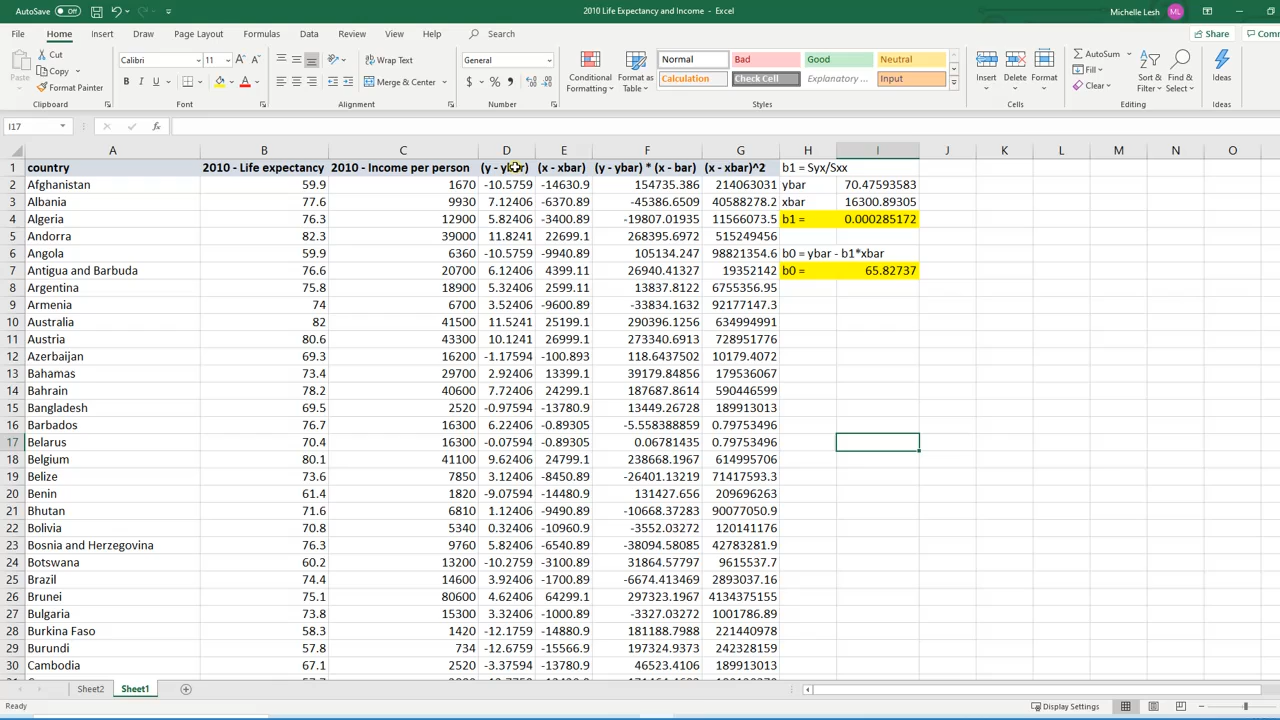 AutoSave Off 2010 Life Expectancy and Income - Excel Michelle Lesh ML
File Home Insert Draw Page Layout Formulas Data Review View Help Search Share Comm
Paste Cut Copy Format Painter Clipboard
Calibri 11 A A B I U A Font
Wrap Text Merge & Center Alignment
General $ % , Number
Conditional Formatting Format as Table Normal Bad Good Neutral Calculation Check Cell Explanatory ... Input Styles
Insert Delete Format Cells
AutoSum Fill Clear Sort & Filter Find & Select Editing
Ideas Ideas
I17 fx
A B C D E F G H I J K L M N O
1 country 2010 - Life expectancy 2010 - Income per person (y - ybar) (x - xbar) (y - ybar) * (x - bar) (x - xbar)^2 b1 = Syx/Sxx
2 Afghanistan 59.9 1670 -10.5759 -14630.9 154735.386 214063031 ybar 70.47593583
3 Albania 77.6 9930 7.12406 -6370.89 -45386.6509 40588278.2 xbar 16300.89305
4 Algeria 76.3 12900 5.82406 -3400.89 -19807.01935 11566073.5 b1 = 0.000285172
5 Andorra 82.3 39000 11.8241 22699.1 268395.6972 515249456
6 Angola 59.9 6360 -10.5759 -9940.89 105134.247 98821354.6 b0 = ybar - b1*xbar
7 Antigua and Barbuda 76.6 20700 6.12406 4399.11 26940.41327 19352142 b0 = 65.82737
8 Argentina 75.8 18900 5.32406 2599.11 13837.8122 6755356.95
9 Armenia 74 6700 3.52406 -9600.89 -33834.1632 92177147.3
10 Australia 82 41500 11.5241 25199.1 290396.1256 634994901
11 Austria 80.6 43300 10.1241 26999.1 273340.6913 728951776
12 Azerbaijan 69.3 16200 -1.17594 -100.893 118.6437502 10179.4072
13 Bahamas 73.4 29700 2.92406 13399.1 39179.84856 179536067
14 Bahrain 78.2 40600 7.72406 24299.1 187687.8614 590446599
15 Bangladesh 69.5 2520 -0.97594 -13780.9 13449.26728 189913013
16 Barbados 76.7 16300 6.22406 -0.89305 -5.558388859 0.79753496
17 Belarus 70.4 16300 -0.07594 -0.89305 0.06781435 0.79753496
18 Belgium 80.1 41100 9.62406 24799.1 238668.1967 614995706
19 Belize 73.6 7850 3.12406 -8450.89 -26401.13219 71417593.3
20 Benin 61.4 1820 -9.07594 -14480.9 131427.656 209696263
21 Bhutan 71.6 6810 1.12406 -9490.89 -10668.37283 90077050.9
22 Bolivia 70.8 5340 0.32406 -10960.9 -3552.03272 120141176
23 Bosnia and Herzegovina 76.3 9760 5.82406 -6540.89 -38094.58085 42783281.9
24 Botswana 60.2 13200 -10.2759 -3100.89 31864.57797 9615537.7
25 Brazil 74.4 14600 3.92406 -1700.89 -6674.413469 2893037.16
26 Brunei 75.1 80600 4.62406 64299.1 297323.1967 4134375155
27 Bulgaria 73.8 15300 3.32406 -1000.89 -3327.03272 1001786.89
28 Burkina Faso 58.3 1420 -12.1759 -14880.9 181188.7988 221440978
29 Burundi 57.8 734 -12.6759 -15566.9 197324.9373 242328159
30 Cambodia 67.1 2520 -3.37594 -13780.9 46523.4106 189913013
Sheet2 Sheet1
Ready Display Settings